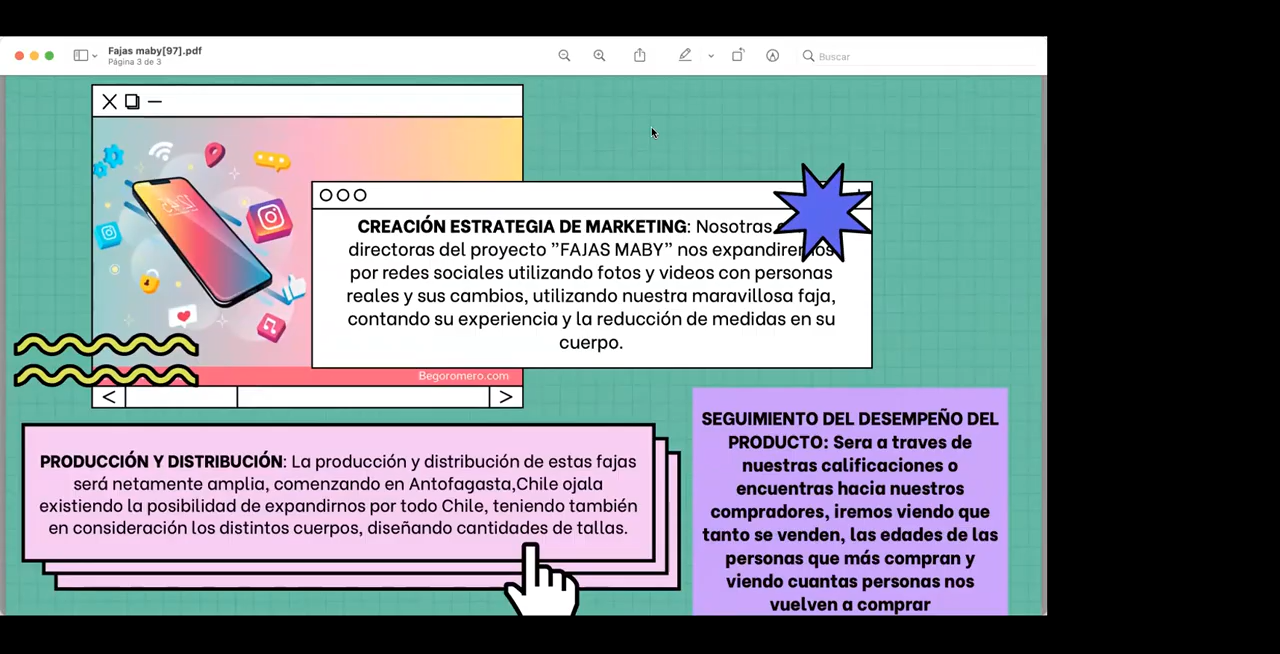 Fajas maby[97].pdf
Página 3 de 3
Buscar
CREACIÓN ESTRATEGIA DE MARKETING: Nosotras
directoras del proyecto ”FAJAS MABY” nos expandiremos
por redes sociales utilizando fotos y videos con personas
reales y sus cambios, utilizando nuestra maravillosa faja,
contando su experiencia y la reducción de medidas en su
cuerpo.
Begoromero.com
PRODUCCIÓN Y DISTRIBUCIÓN: La producción y distribución de estas fajas
será netamente amplia, comenzando en Antofagasta,Chile ojala
existiendo la posibilidad de expandirnos por todo Chile, teniendo también
en consideración los distintos cuerpos, diseñando cantidades de tallas.
SEGUIMIENTO DEL DESEMPEÑO DEL
PRODUCTO: Sera a traves de
nuestras calificaciones o
encuentras hacia nuestros
compradores, iremos viendo que
tanto se venden, las edades de las
personas que más compran y
viendo cuantas personas nos
vuelven a comprar